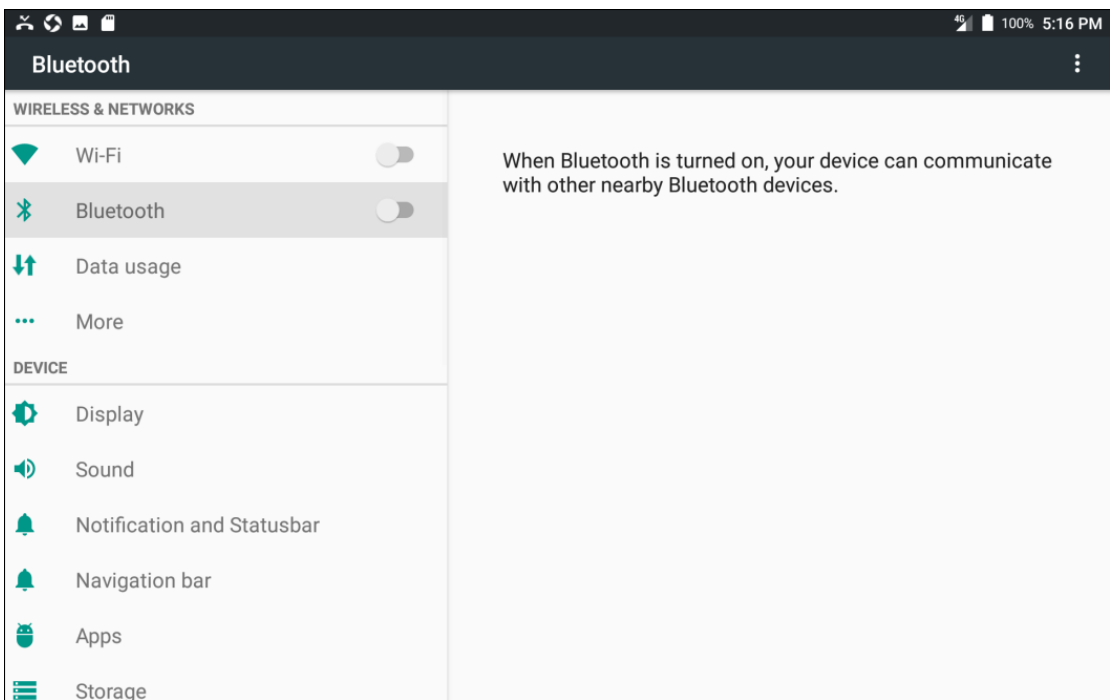 4G 100% 5:16 PM
Bluetooth
WIRELESS & NETWORKS
Wi-Fi
Bluetooth
Data usage
More
DEVICE
Display
Sound
Notification and Statusbar
Navigation bar
Apps
Storage
When Bluetooth is turned on, your device can communicate
with other nearby Bluetooth devices.